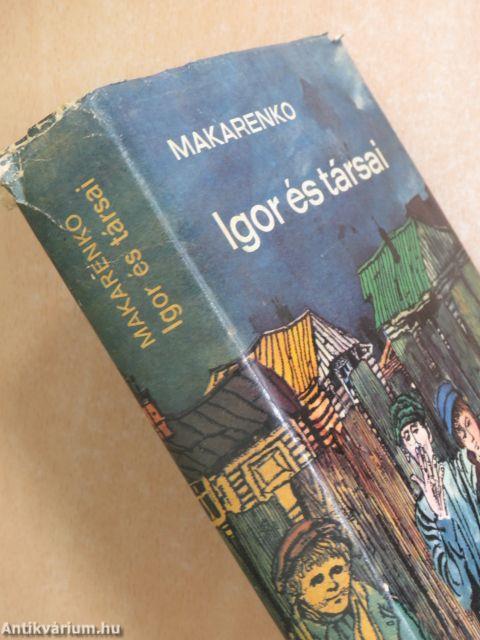 MAKARENKO
Igor és társai
MAKARENKO
Igor és társai
Antikvárium.hu